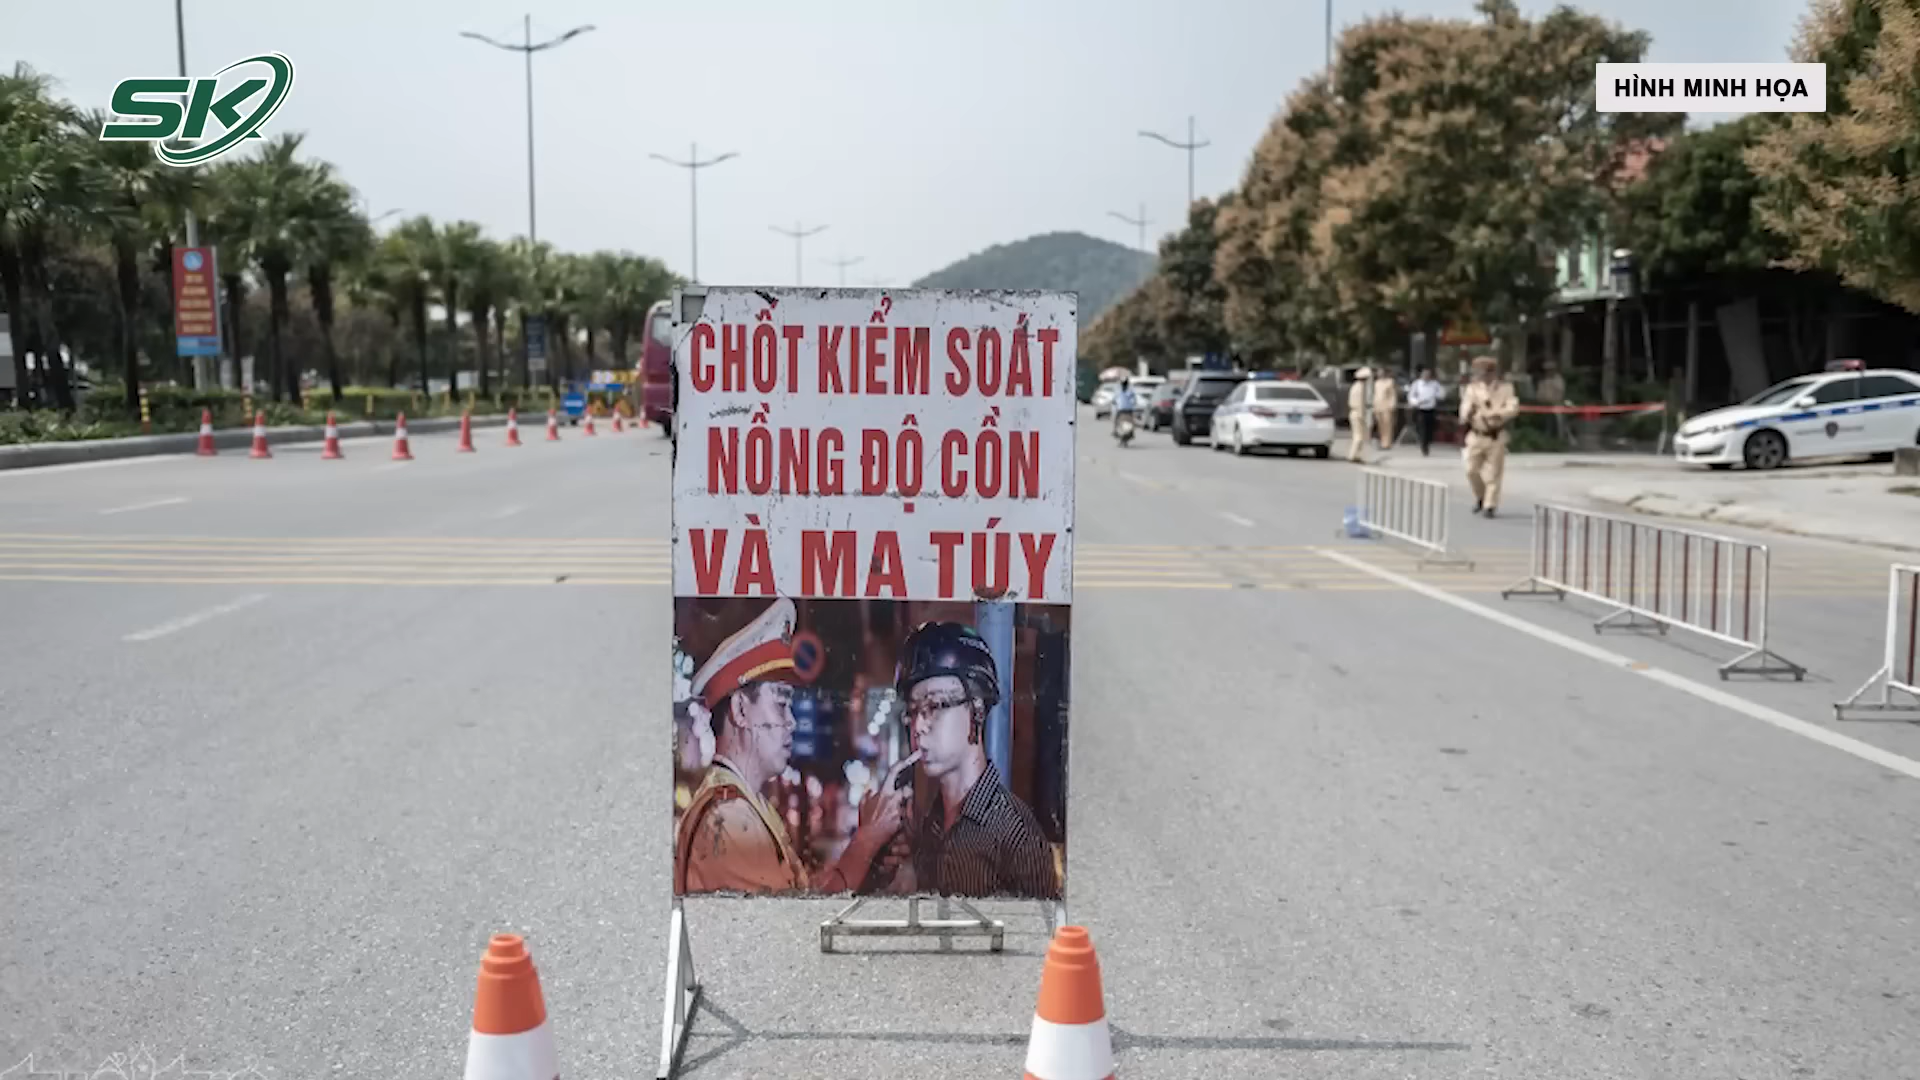 SK
HÌNH MINH HỌA
CHỐT KIỂM SOÁT
NỒNG ĐỘ CỒN
VÀ MA TÚY